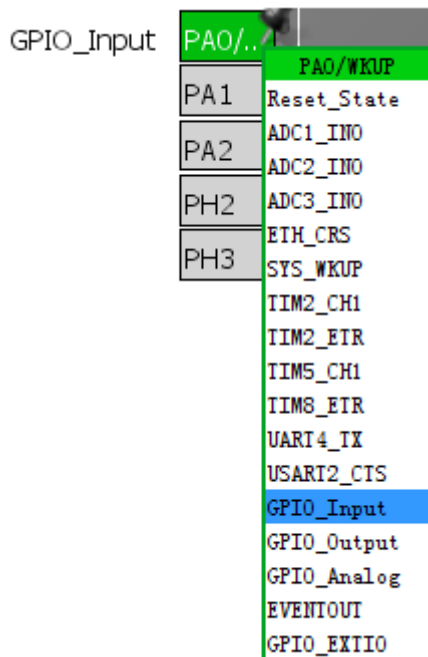 GPIO_Input PA0/..
PA1
PA2
PH2
PH3
PA0/WKUP
Reset_State
ADC1_IN0
ADC2_IN0
ADC3_IN0
ETH_CRS
SYS_WKUP
TIM2_CH1
TIM2_ETR
TIM5_CH1
TIM8_ETR
UART4_TX
USART2_CTS
GPIO_Input
GPIO_Output
GPIO_Analog
EVENTOUT
GPIO_EXTI0